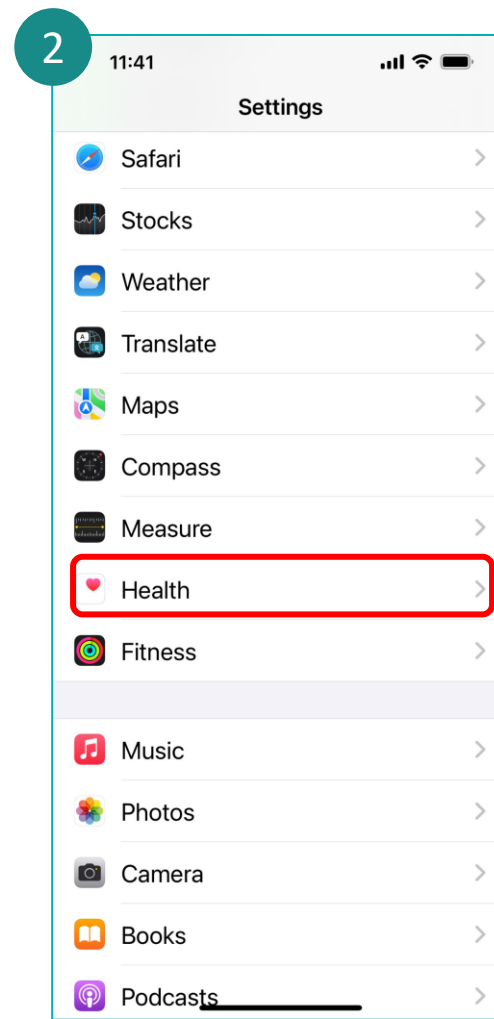 2
11:41
Settings
Safari
Stocks
Weather
Translate
Maps
Compass
Measure
Health
Fitness
Music
Photos
Camera
Books
Podcasts